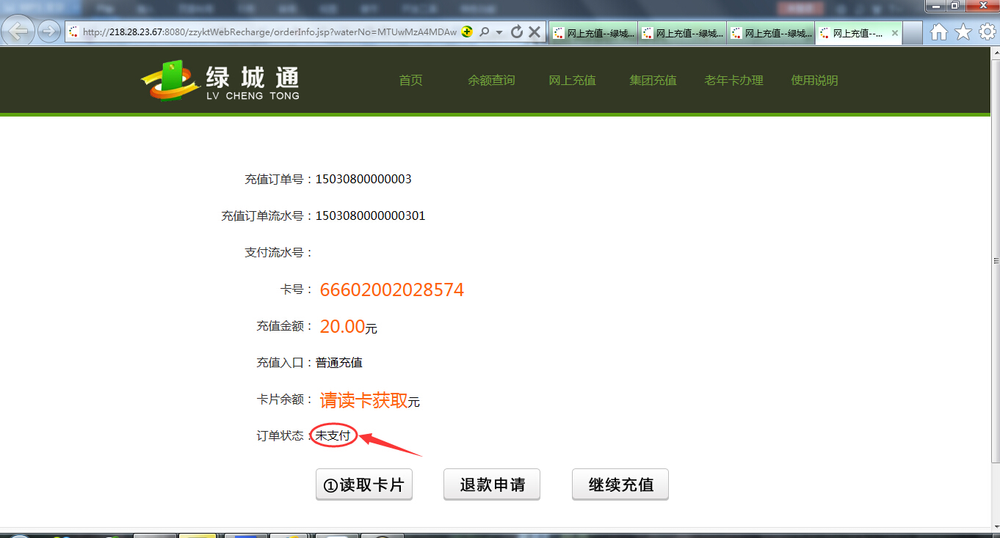 http://218.28.23.67:8080/zzyktWebRecharge/orderInfo.jsp?waterNo=MTUwMzA4MDAw
网上充值--绿城...
网上充值--绿城...
网上充值--绿城...
网上充值--...
绿城通
LV CHENG TONG
首页
余额查询
网上充值
集团充值
老年卡办理
使用说明
充值订单号：15030800000003
充值订单流水号：1503080000000301
支付流水号：
卡号：66602002028574
充值金额：20.00元
充值入口：普通充值
卡片余额：请读卡获取元
订单状态：未支付
①读取卡片
退款申请
继续充值